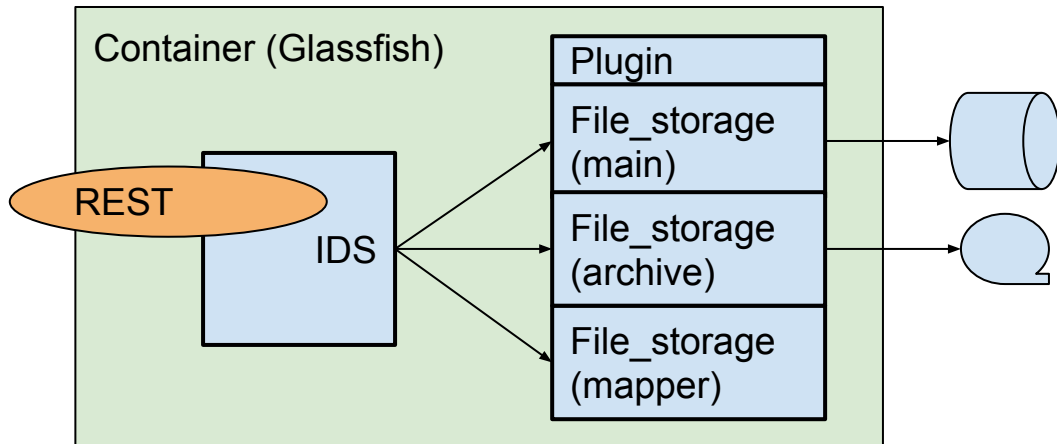 Container (Glassfish)
REST
IDS
Plugin
File_storage
(main)
File_storage
(archive)
File_storage
(mapper)